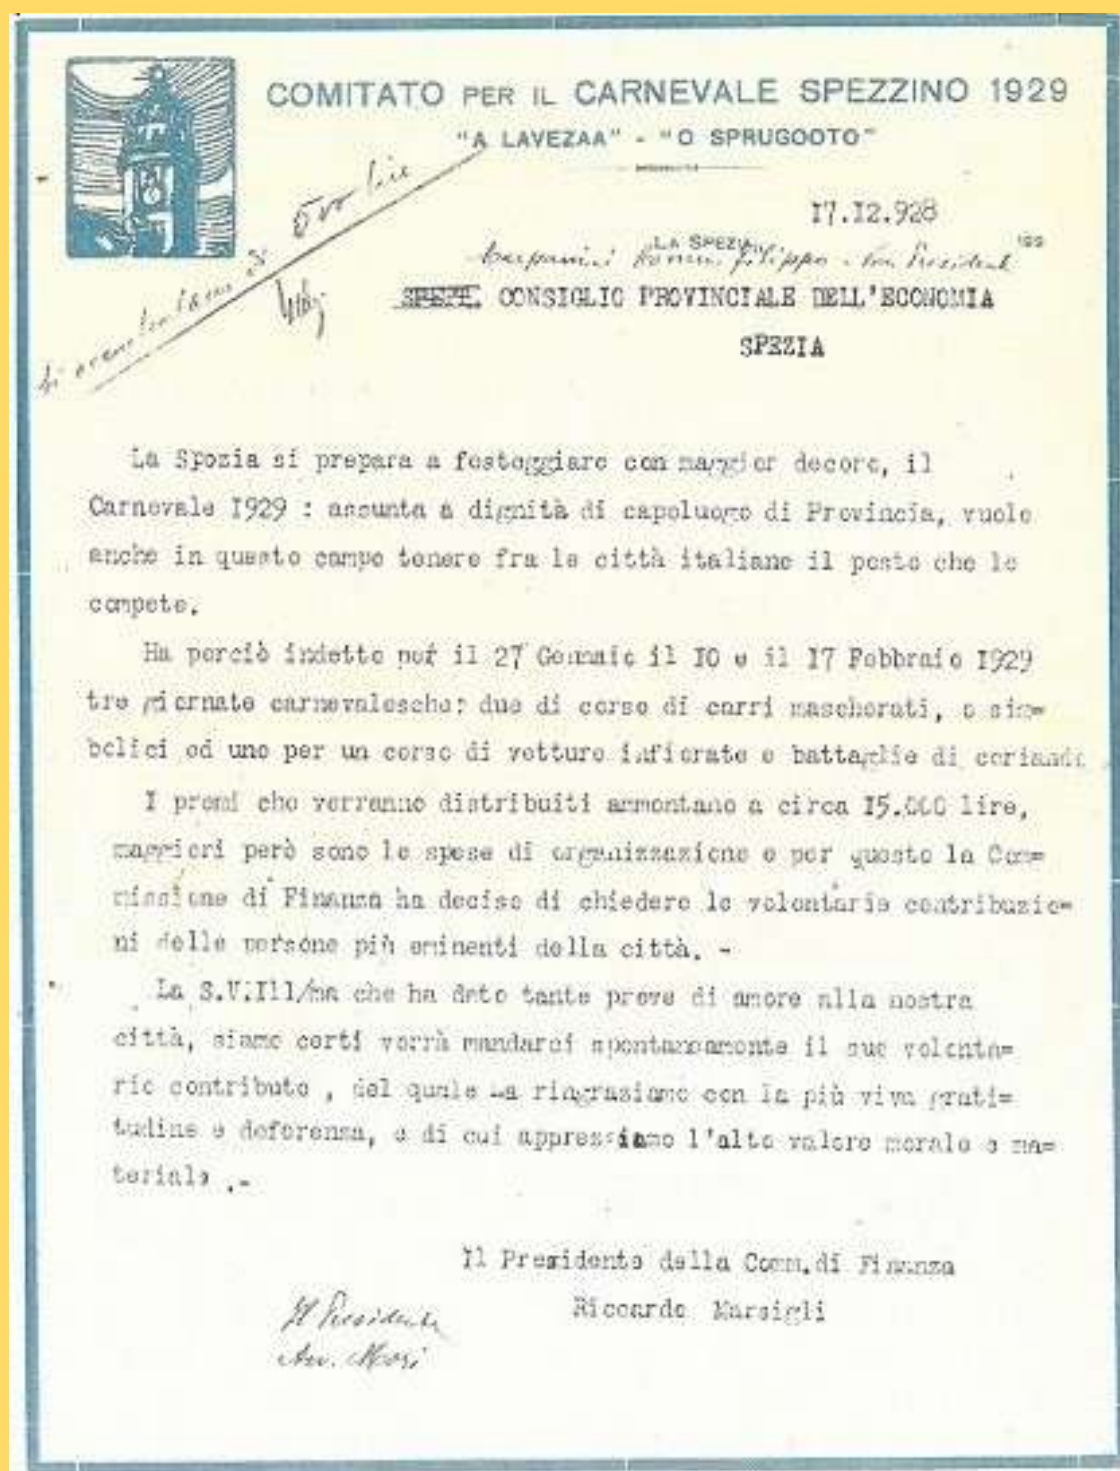 COMITATO PER IL CARNEVALE SPEZZINO 1929
"A LAVEZAA" - "O SPRUGOOTO"
500 lire
17.12.928
LA SPEZIA, 192
Filippo
CONSIGLIO PROVINCIALE DELL'ECONOMIA
SPEZIA
La Spezia si prepara a festeggiare con maggior decoro, il
Carnevale 1929 : assunta a dignità di capoluogo di Provincia, vuole
anche in questo campo tenere fra le città italiane il posto che le
compete.
Ha perciò indetto per il 27 Gennaio il 10 e il 17 Febbraio 1929
tre giornate carnevalesche: due di corso di carri mascherati, o sim=
bolici ed uno per un corso di vetture infiorate e battaglie di coriandi
I premi che verranno distribuiti ammontano a circa 15.000 lire,
maggiori però sono le spese di organizzazione e per questo la Com=
missione di Finanza ha deciso di chiedere le volontarie contribuzio=
ni delle persone più eminenti della città. -
La S.V.Ill/ma che ha dato tante prove di amore alla nostra
città, siamo certi vorrà mandarci spontaneamente il suo volonta=
rio contributo , del quale La ringraziamo con la più viva grati=
tudine e deferenza, e di cui apprezziamo l'alto valore morale e ma=
teriale .-
Il Presidente della Comm.di Finanza
Riccardo Marsigli
Il Presidente
Avv. Mori